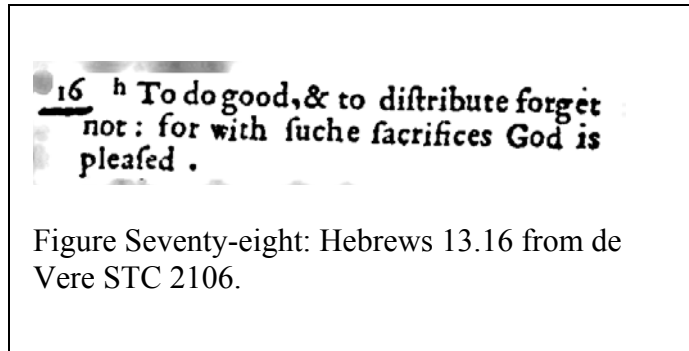 16 h To do good, & to diſtribute forget
not : for with ſuche ſacrifices God is
pleaſed .
Figure Seventy-eight: Hebrews 13.16 from de
Vere STC 2106.